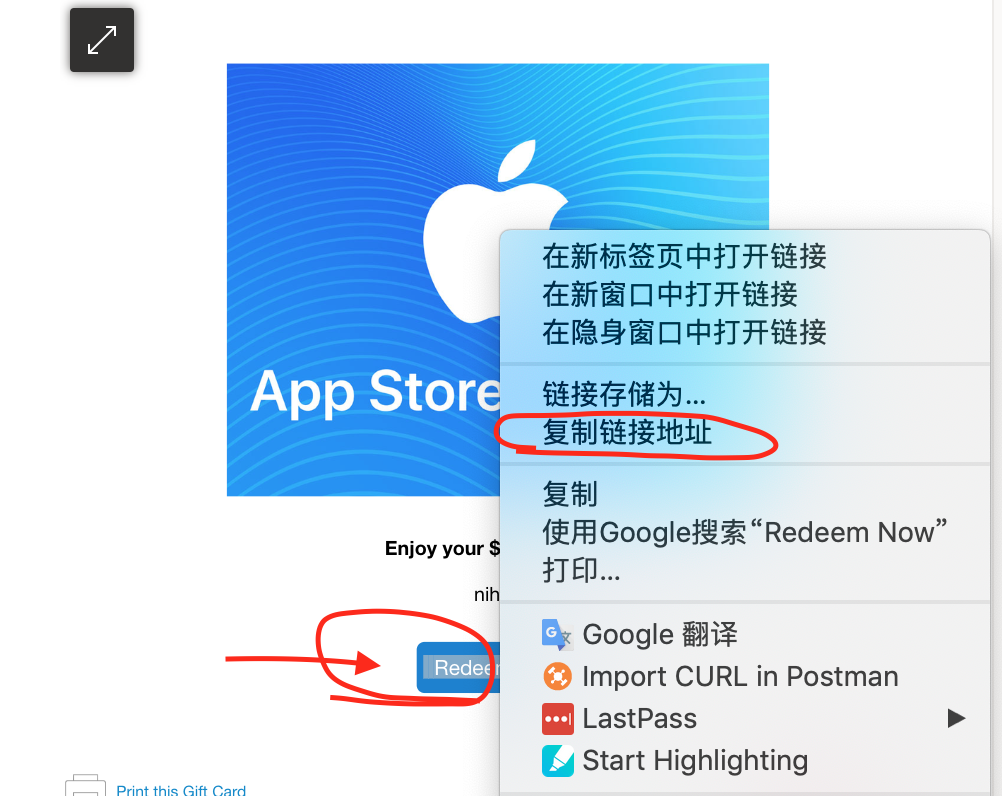 App Store
在新标签页中打开链接
在新窗口中打开链接
在隐身窗口中打开链接
链接存储为...
复制链接地址
复制
使用Google搜索“Redeem Now”
打印...
Google 翻译
Import CURL in Postman
LastPass
Start Highlighting
Enjoy your $
nih
Redeer
Print this Gift Card